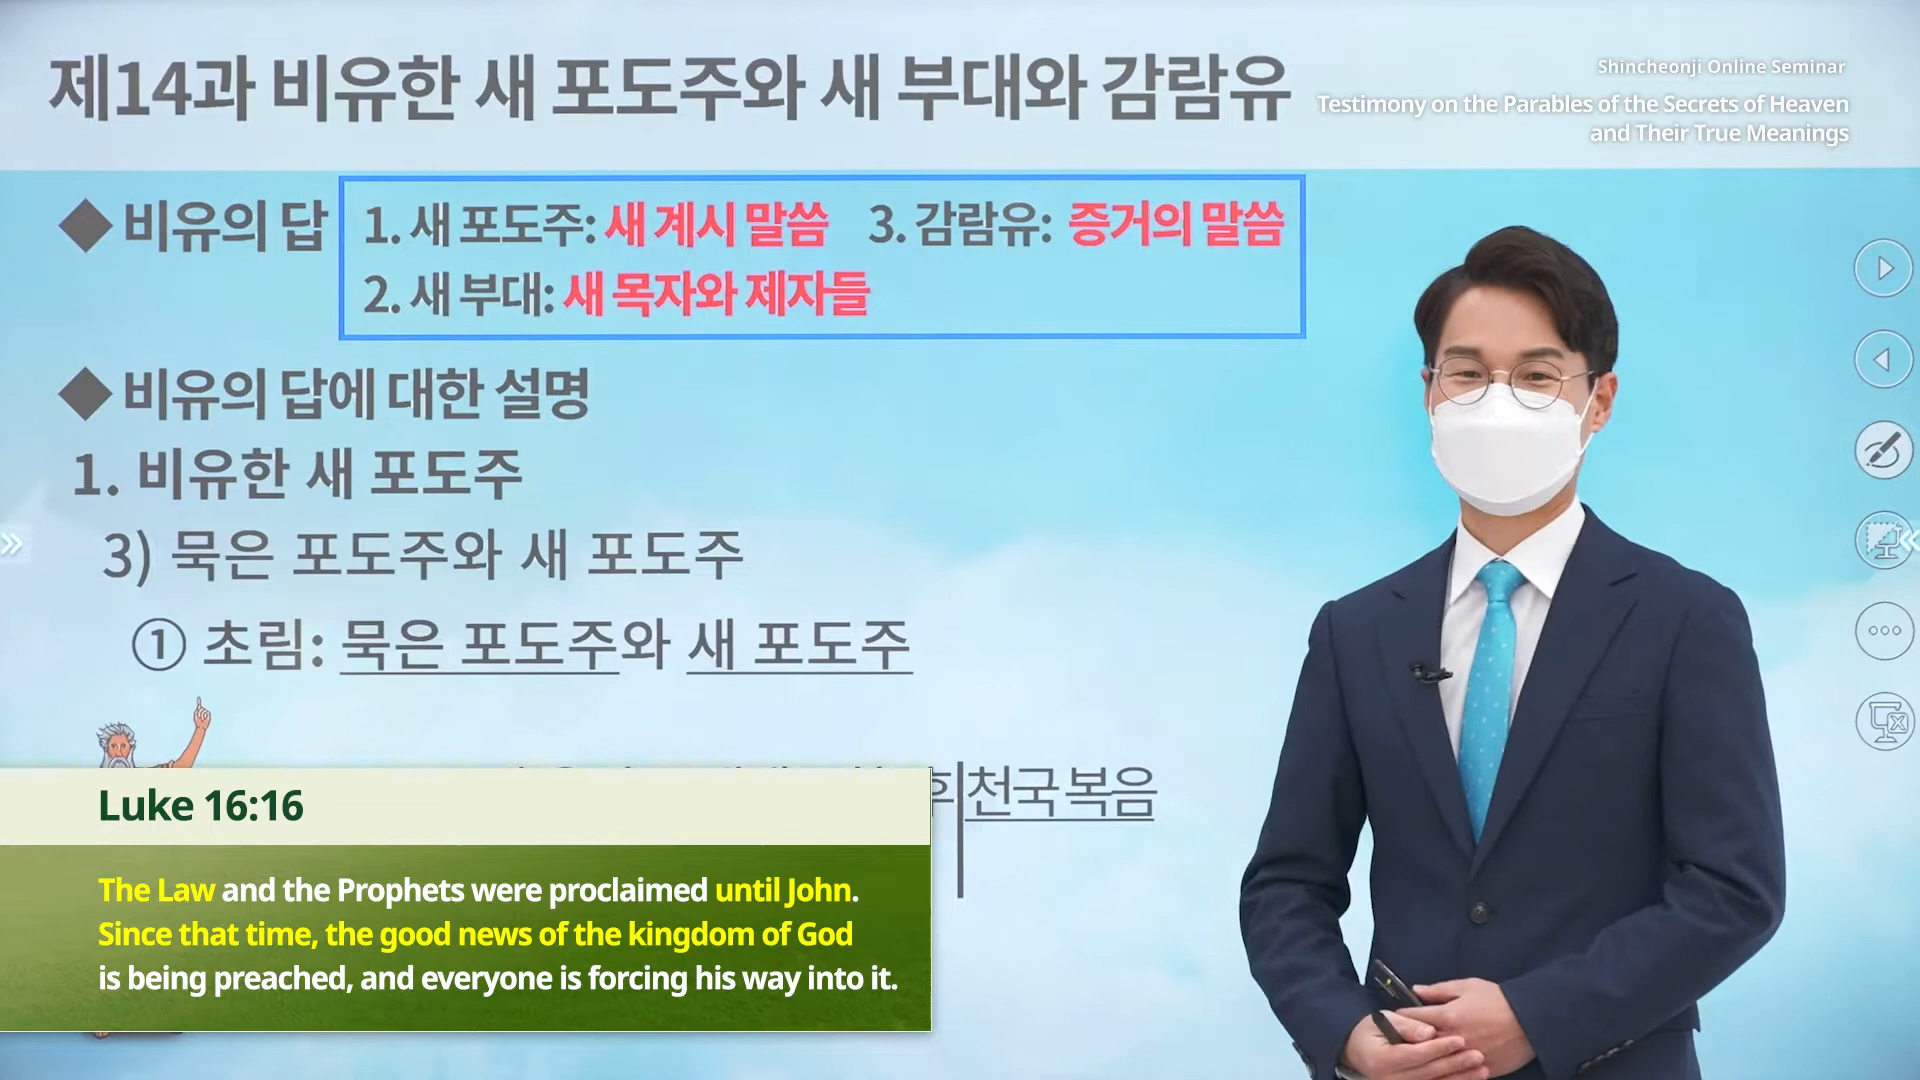 제14과 비유한 새 포도주와 새 부대와 감람유
Shincheonji Online Seminar
Testimony on the Parables of the Secrets of Heaven
and Their True Meanings
◆비유의 답
1. 새 포도주: 새 계시 말씀 3. 감람유: 증거의 말씀
2. 새 부대: 새 목자와 제자들
◆비유의 답에 대한 설명
1. 비유한 새 포도주
3) 묵은 포도주와 새 포도주
① 초림: 묵은 포도주와 새 포도주
천국 복음
Luke 16:16
The Law and the Prophets were proclaimed until John.
Since that time, the good news of the kingdom of God
is being preached, and everyone is forcing his way into it.